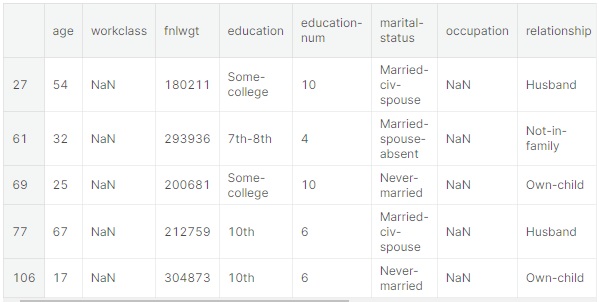 age workclass fnlwgt education education-num marital-status occupation relationship
27 54 NaN 180211 Some-college 10 Married-civ-spouse NaN Husband
61 32 NaN 293936 7th-8th 4 Married-spouse-absent NaN Not-in-family
69 25 NaN 200681 Some-college 10 Never-married NaN Own-child
77 67 NaN 212759 10th 6 Married-civ-spouse NaN Husband
106 17 NaN 304873 10th 6 Never-married NaN Own-child